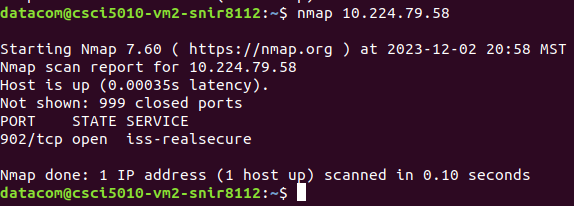 datacom@csci5010-vm2-snir8112:~$ nmap 10.224.79.58
Starting Nmap 7.60 ( https://nmap.org ) at 2023-12-02 20:58 MST
Nmap scan report for 10.224.79.58
Host is up (0.00035s latency).
Not shown: 999 closed ports
PORT    STATE SERVICE
902/tcp open  iss-realsecure
Nmap done: 1 IP address (1 host up) scanned in 0.10 seconds
datacom@csci5010-vm2-snir8112:~$